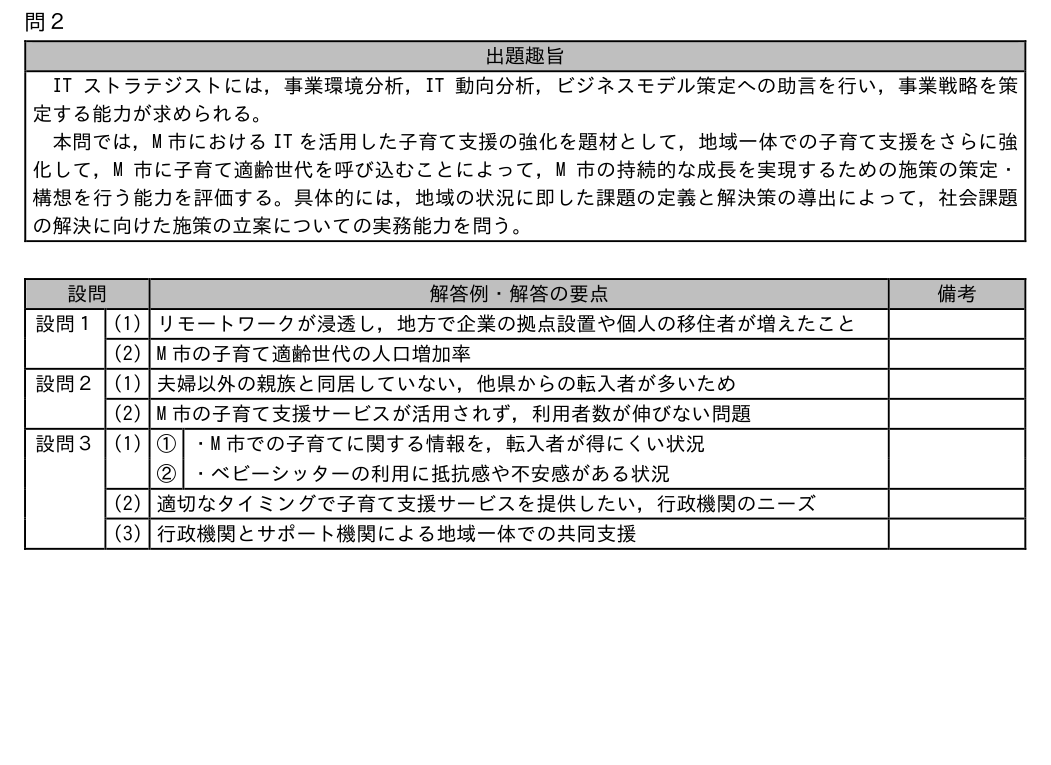 問２
出題趣旨
IT ストラテジストには，事業環境分析，IT 動向分析，ビジネスモデル策定への助言を行い，事業戦略を策
定する能力が求められる。
本問では，M 市における IT を活用した子育て支援の強化を題材として，地域一体での子育て支援をさらに強
化して，M 市に子育て適齢世代を呼び込むことによって，M 市の持続的な成長を実現するための施策の策定・
構想を行う能力を評価する。具体的には，地域の状況に即した課題の定義と解決策の導出によって，社会課題
の解決に向けた施策の立案についての実務能力を問う。
設問 解答例・解答の要点 備考
設問１ (1) リモートワークが浸透し，地方で企業の拠点設置や個人の移住者が増えたこと
(2) M 市の子育て適齢世代の人口増加率
設問２ (1) 夫婦以外の親族と同居していない，他県からの転入者が多いため
(2) M 市の子育て支援サービスが活用されず，利用者数が伸びない問題
設問３ (1) ① ・M 市での子育てに関する情報を，転入者が得にくい状況
② ・ベビーシッターの利用に抵抗感や不安感がある状況
(2) 適切なタイミングで子育て支援サービスを提供したい，行政機関のニーズ
(3) 行政機関とサポート機関による地域一体での共同支援